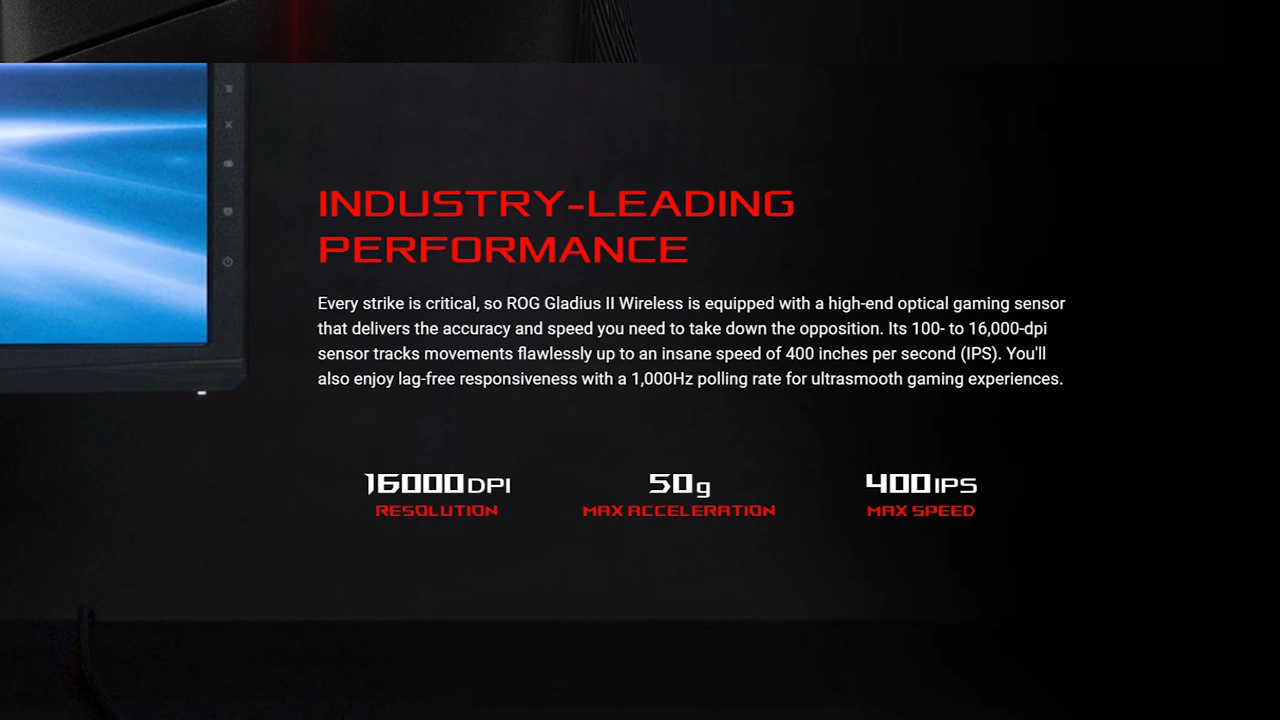 INDUSTRY-LEADING
PERFORMANCE
Every strike is critical, so ROG Gladius II Wireless is equipped with a high-end optical gaming sensor
that delivers the accuracy and speed you need to take down the opposition. Its 100- to 16,000-dpi
sensor tracks movements flawlessly up to an insane speed of 400 inches per second (IPS). You'll
also enjoy lag-free responsiveness with a 1,000Hz polling rate for ultrasmooth gaming experiences.
16000DPI 50g 400IPS
RESOLUTION MAX ACCELERATION MAX SPEED